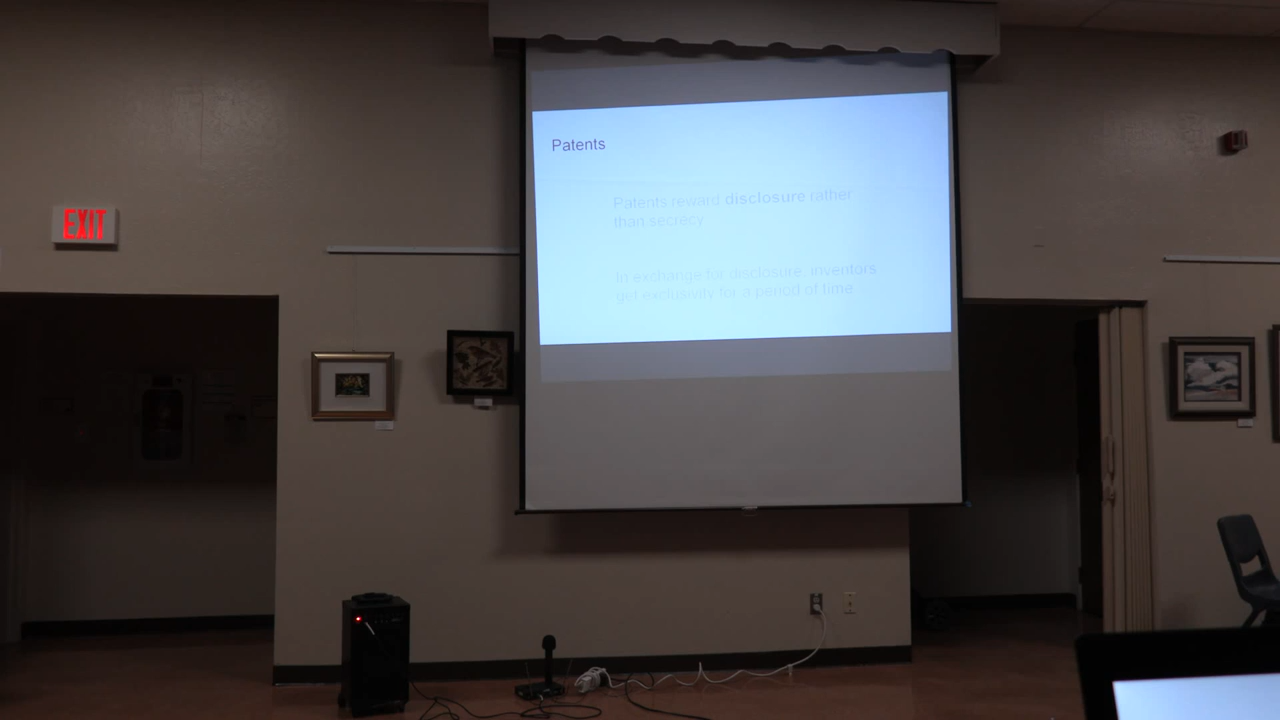 Patents
Patents reward disclosure rather
than secrecy
In exchange for disclosure, inventors
get exclusivity for a period of time
EXIT